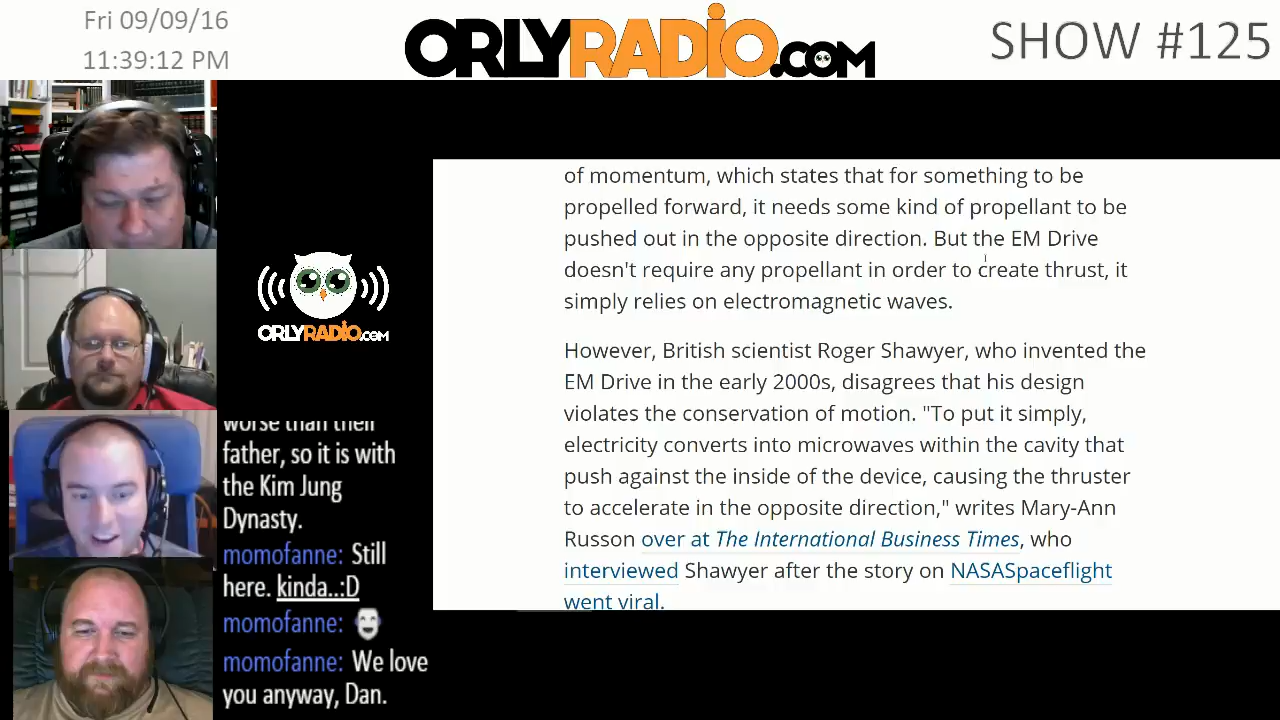 Fri 09/09/16
11:39:12 PM
ORLYRADIO.COM
SHOW #125
ORLYRADIO.COM
worse than their
father, so it is with
the Kim Jung
Dynasty.
momofanne: Still
here. kinda..:D
momofanne:
momofanne: We love
you anyway, Dan.
of momentum, which states that for something to be
propelled forward, it needs some kind of propellant to be
pushed out in the opposite direction. But the EM Drive
doesn't require any propellant in order to create thrust, it
simply relies on electromagnetic waves.
However, British scientist Roger Shawyer, who invented the
EM Drive in the early 2000s, disagrees that his design
violates the conservation of motion. "To put it simply,
electricity converts into microwaves within the cavity that
push against the inside of the device, causing the thruster
to accelerate in the opposite direction," writes Mary-Ann
Russon over at The International Business Times, who
interviewed Shawyer after the story on NASASpaceflight
went viral.